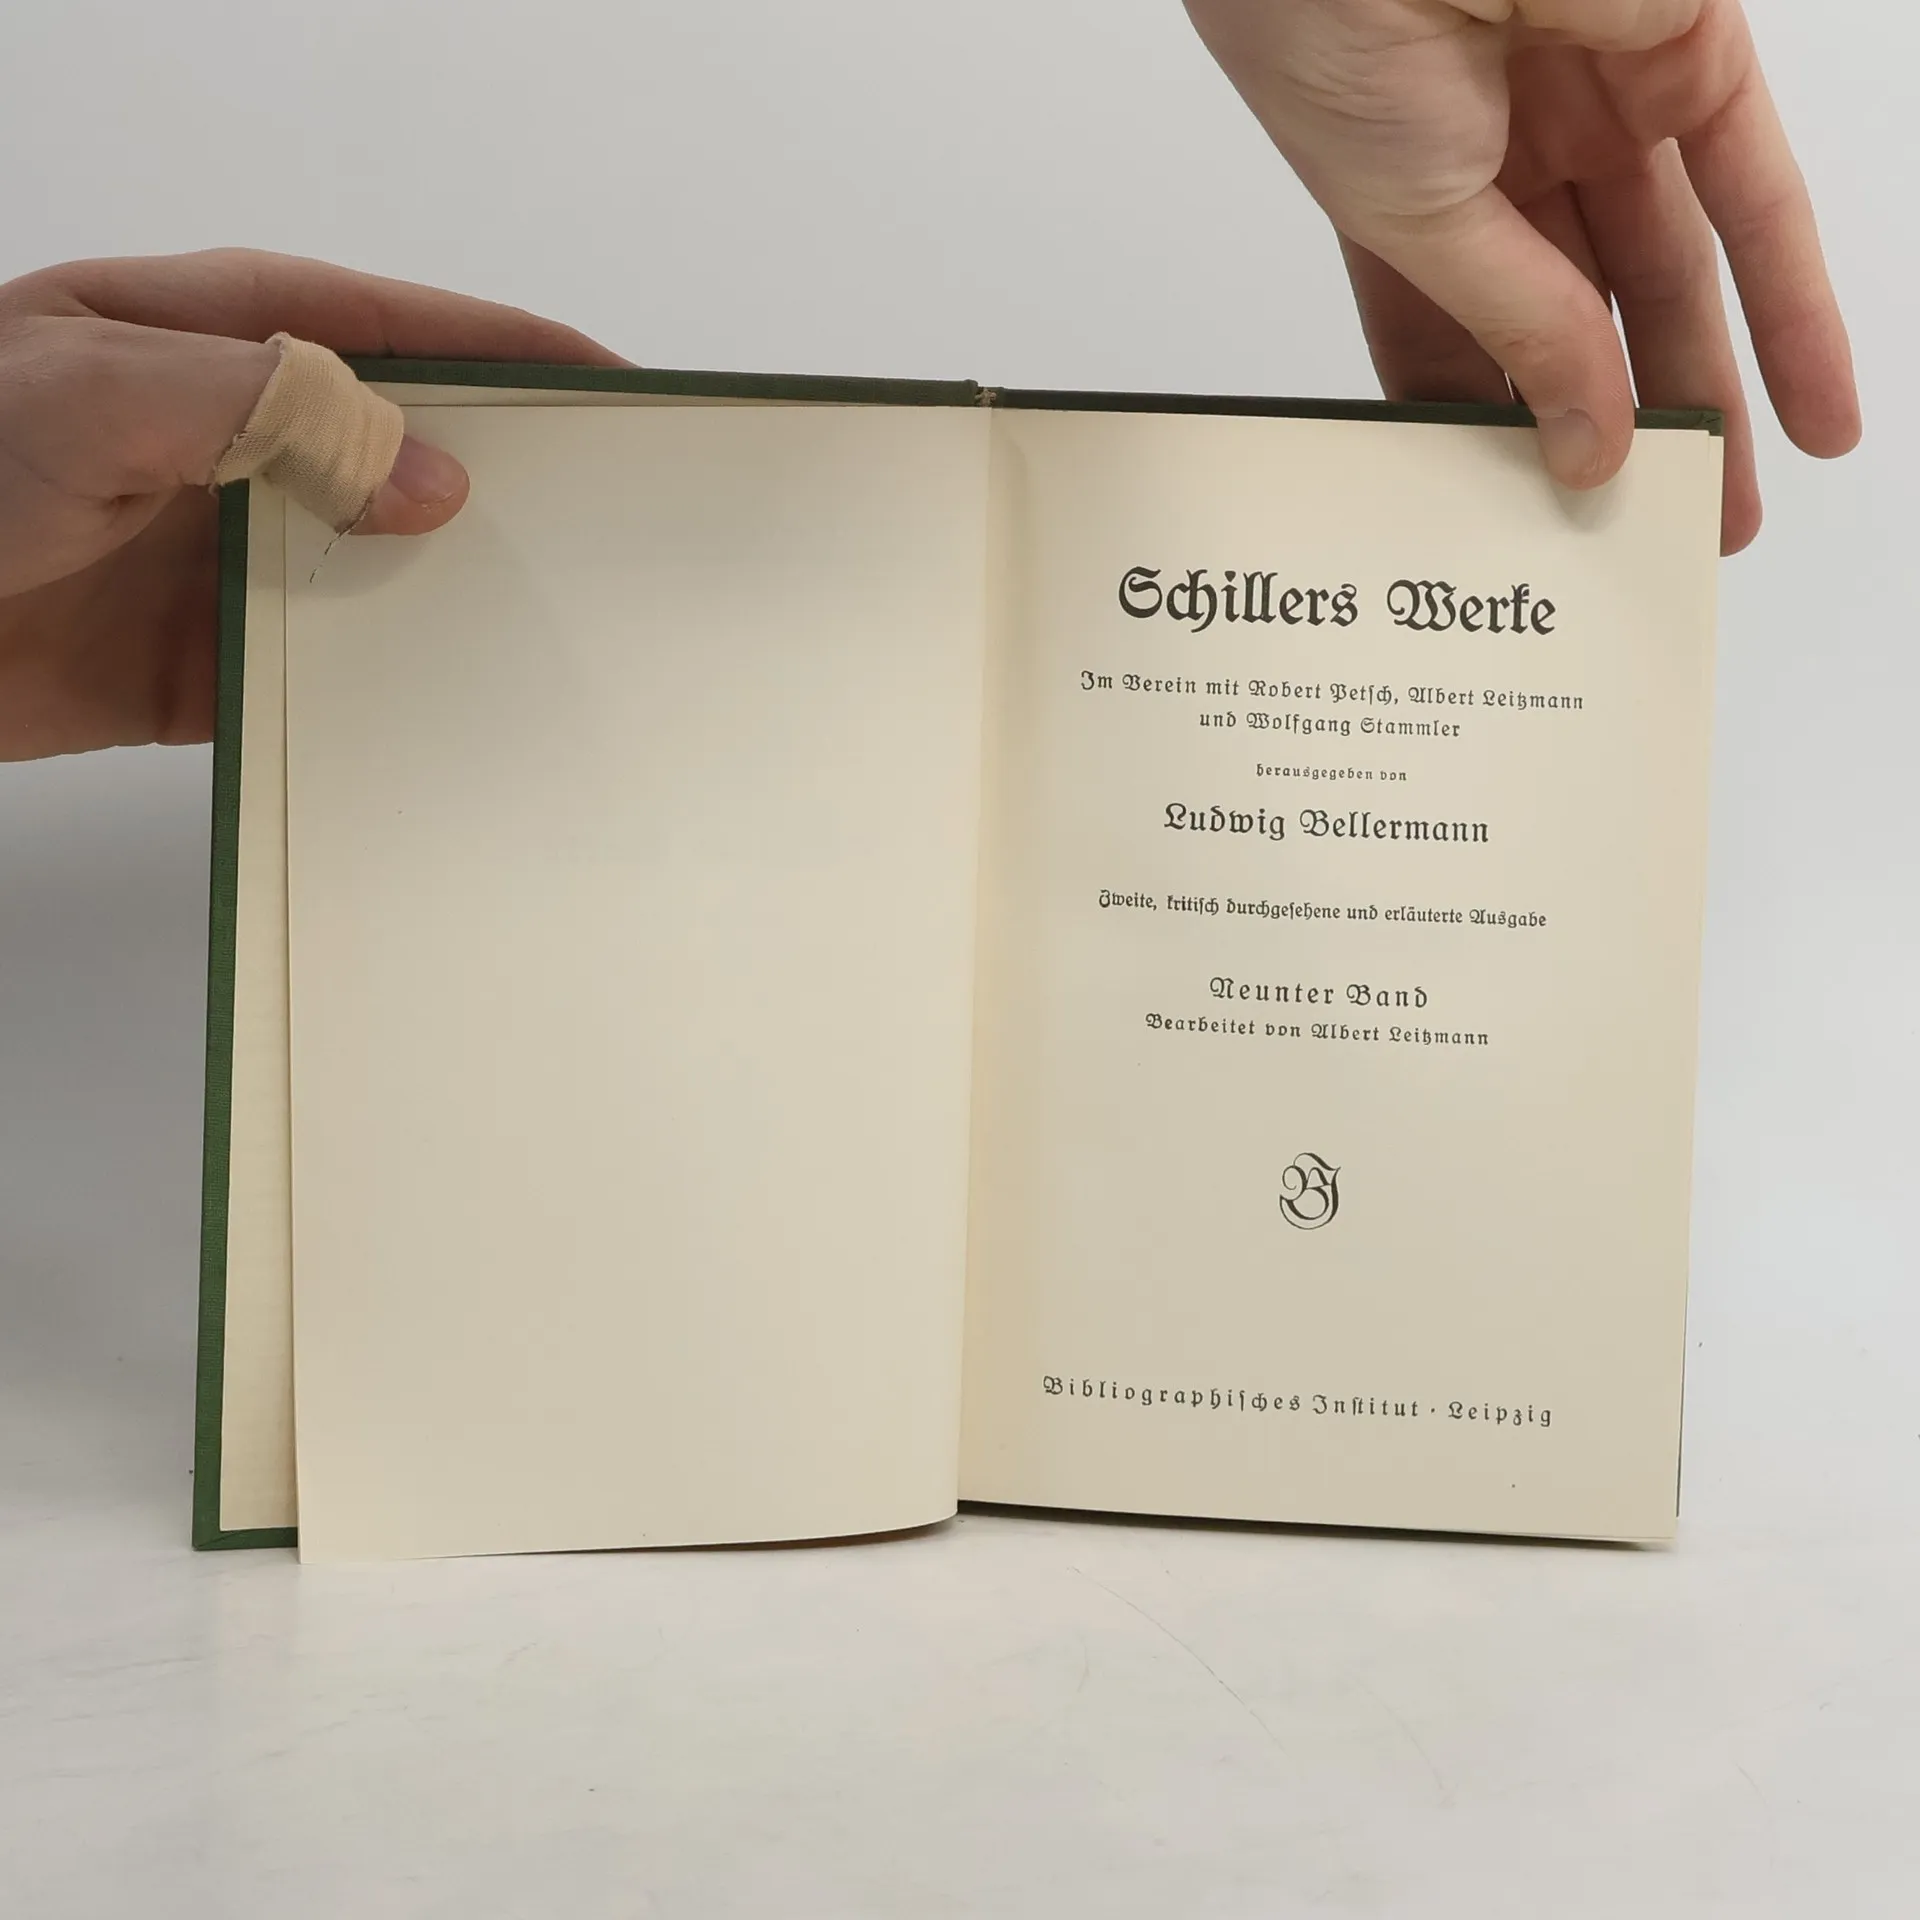 Schillers Werke
Im Verein mit Robert Petſch, Albert Leitzmann
und Wolfgang Stammler
herausgegeben von
Ludwig Bellermann
Zweite, kritiſch durchgeſehene und erläuterte Ausgabe
Neunter Band
Bearbeitet von Albert Leitzmann
BI
Bibliographiſches Inſtitut · Leipzig